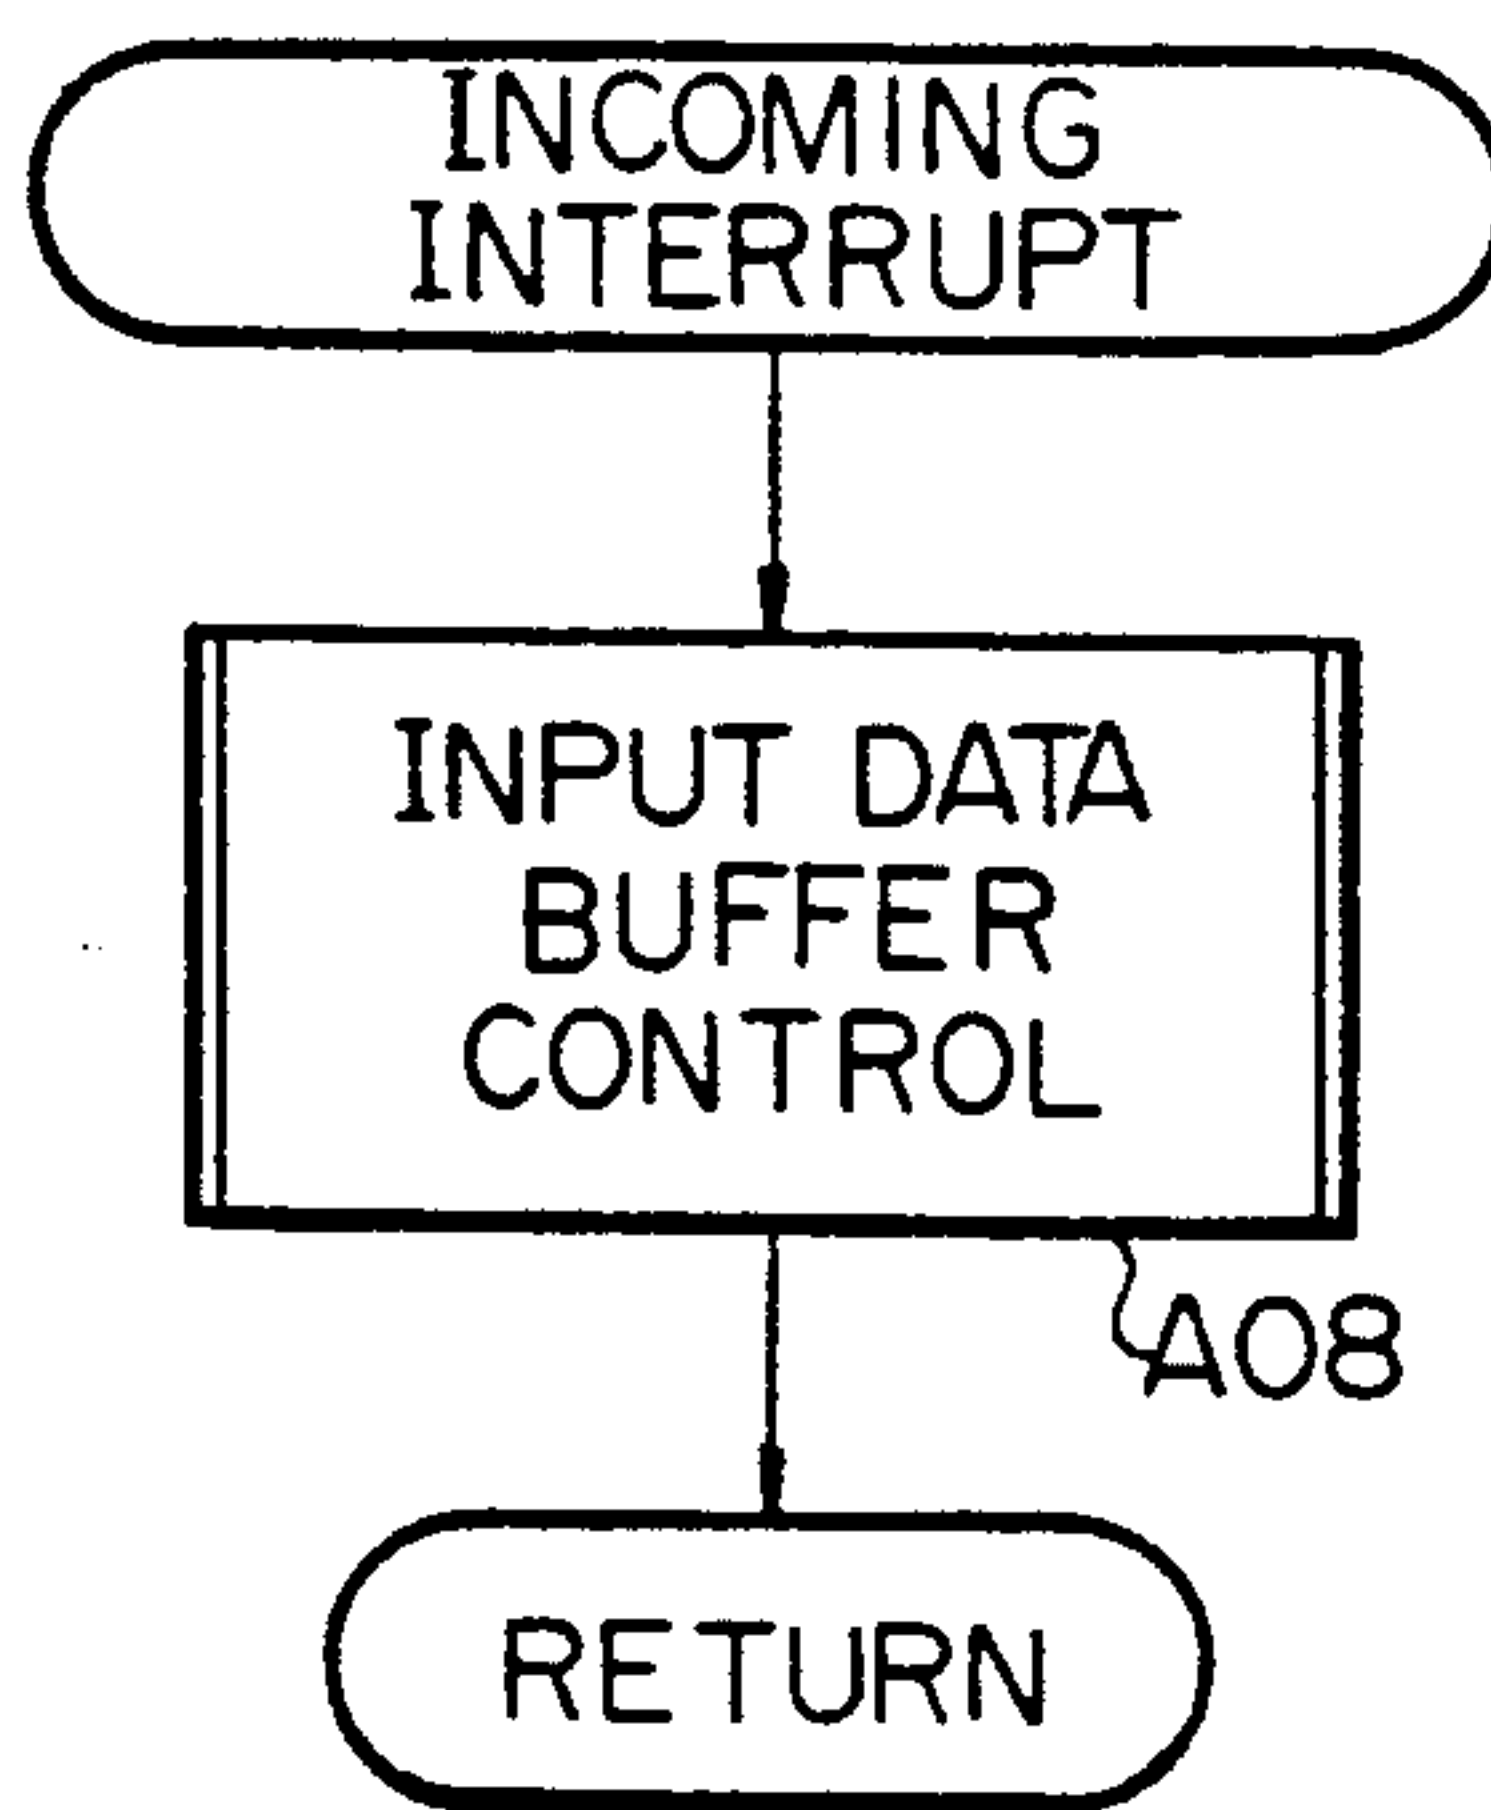 INCOMING
INTERRUPT
INPUT DATA
BUFFER
CONTROL
A08
RETURN